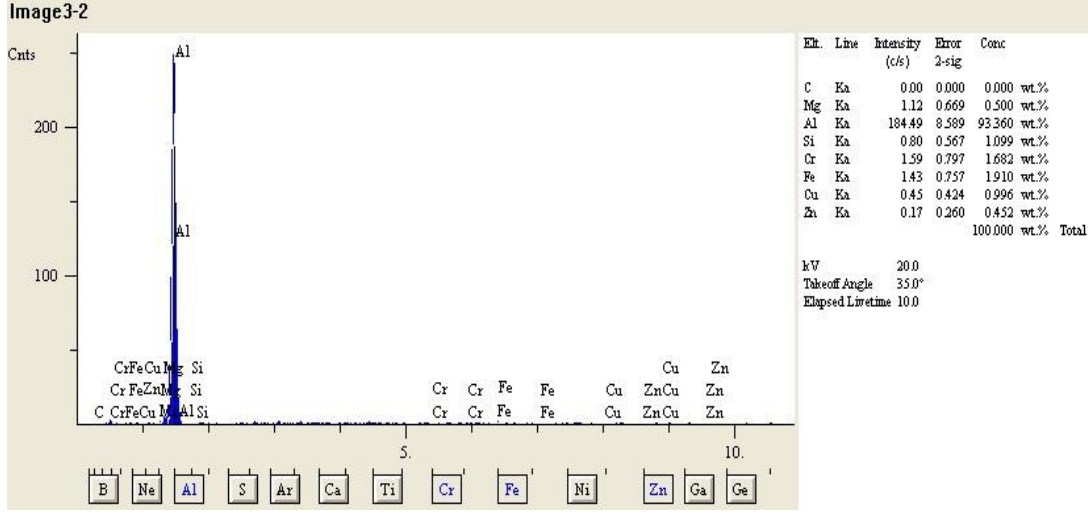 Image3-2
Cnts
Al
200
Al
100
CrFeCuMg Si
Cr FeZnMg Si
C CrFeCu MgAl Si
Cu Zn
Cr Cr Fe Fe Cu ZnCu Zn
Cr Cr Fe Fe Cu ZnCu Zn
5. 10.
B Ne Al S Ar Ca Ti Cr Fe Ni Zn Ga Ge
Elt. Line Intensity Error Conc
(c/s) 2-sig
C Ka 0.00 0.000 0.000 wt.%
Mg Ka 1.12 0.669 0.500 wt.%
Al Ka 184.49 8.589 93.360 wt.%
Si Ka 0.80 0.567 1.099 wt.%
Cr Ka 1.59 0.797 1.682 wt.%
Fe Ka 1.43 0.757 1.910 wt.%
Cu Ka 0.45 0.424 0.996 wt.%
Zn Ka 0.17 0.260 0.452 wt.%
100.000 wt.% Total
kV 20.0
Takeoff Angle 35.0°
Elapsed Livetime 10.0